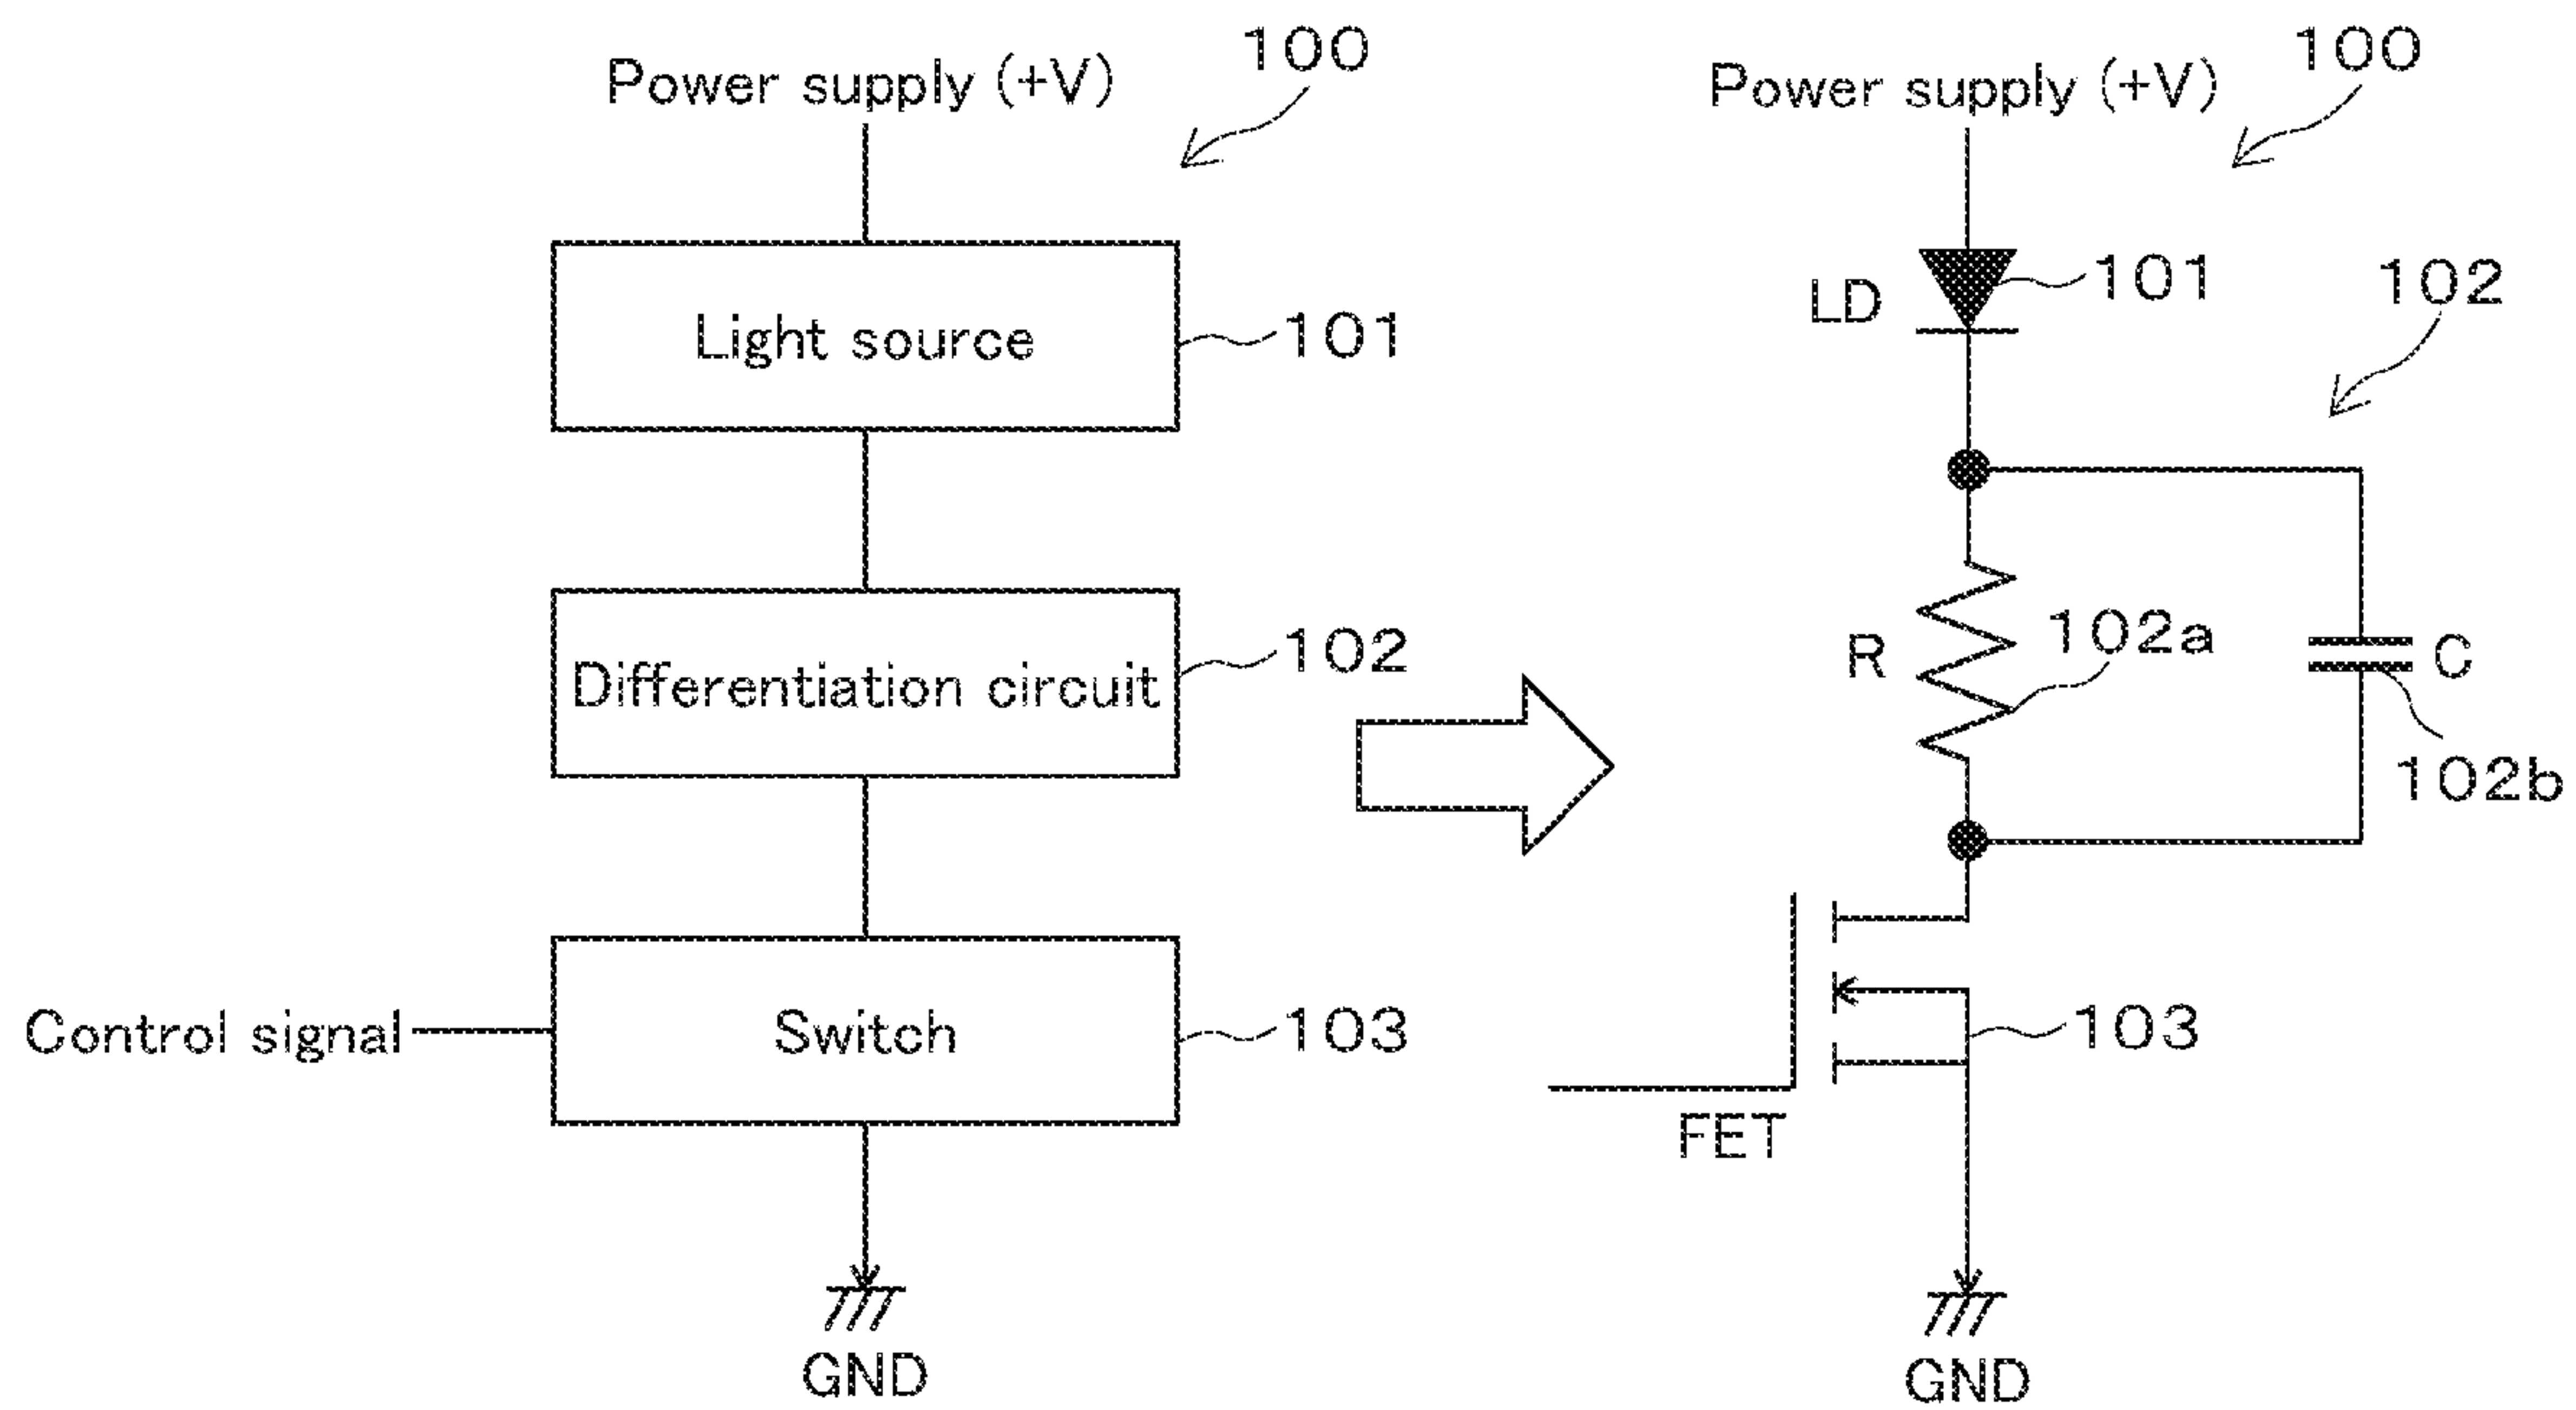 Power supply (+V)
100
Light source
101
Differentiation circuit
102
Control signal
Switch
103
GND
Power supply (+V)
100
LD
101
102
R
102a
C
102b
103
FET
GND